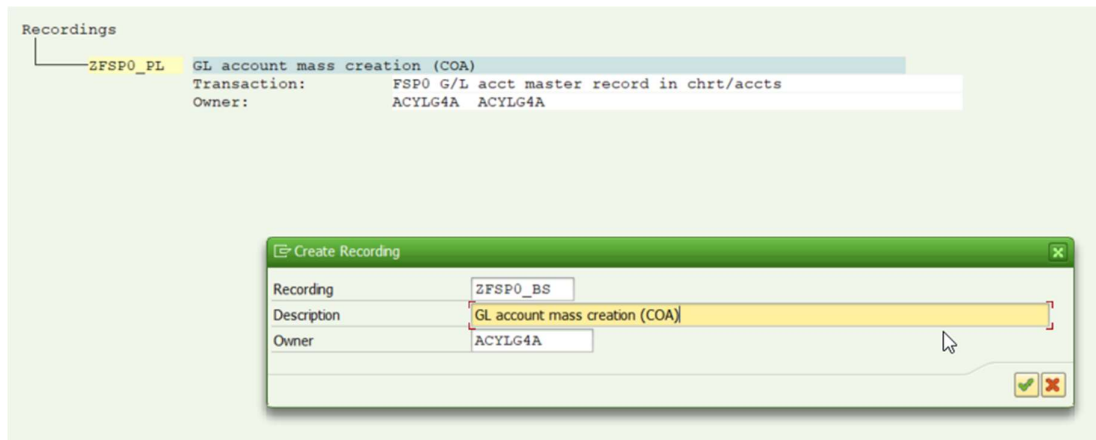 Recordings
ZFSP0_PL GL account mass creation (COA)
Transaction: FSP0 G/L acct master record in chrt/accts
Owner: ACYLG4A ACYLG4A
Create Recording
Recording ZFSP0_BS
Description GL account mass creation (COA)
Owner ACYLG4A